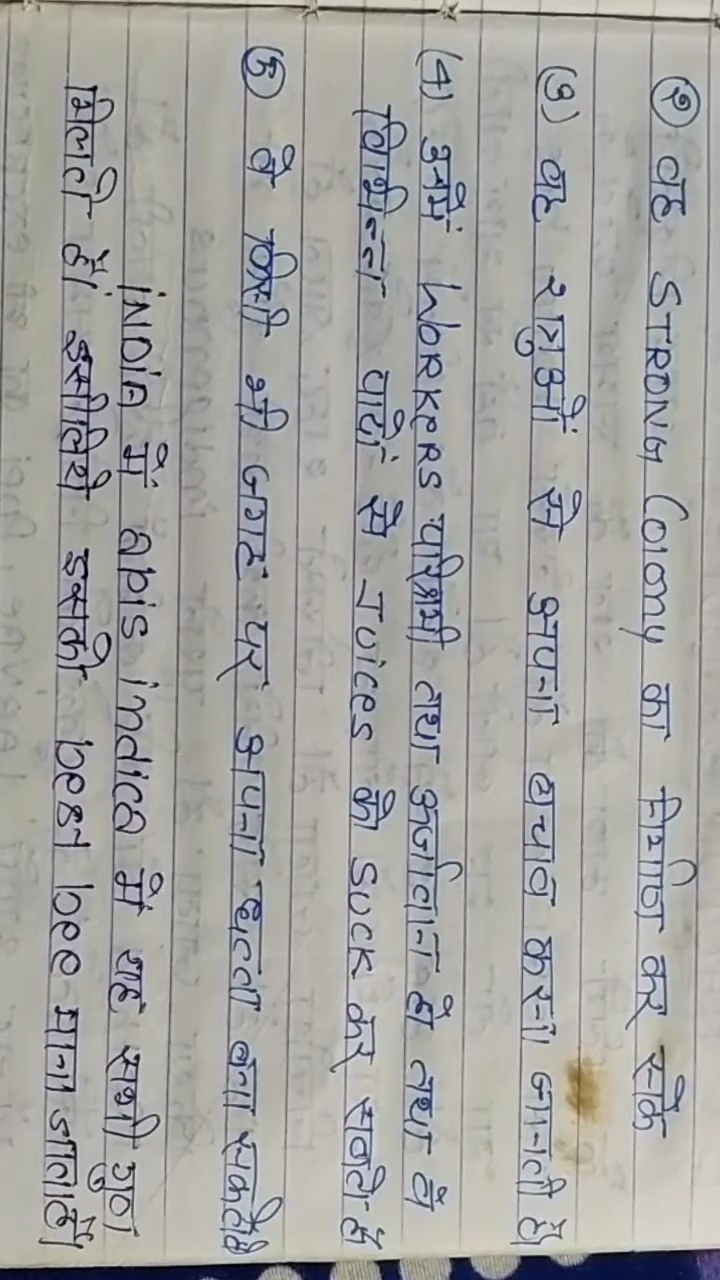 (२) वह STRONG Colony का निर्माण कर सके
(3) वह शत्रुओं से अपना बचाव करना जानती हो
(4) इनमें WORKERS परिश्रमी तथा ऊर्जावान हो तथा वे
विभिन्न पादों से Juices को suck कर सकते हैं
(5) वे किसी भी जगह पर अपना छत्ता बना सकते हैं
INDIA में apis indica में यह सभी गुण
मिलते हैं। इसीलिये इसको best bee माना जाता है।